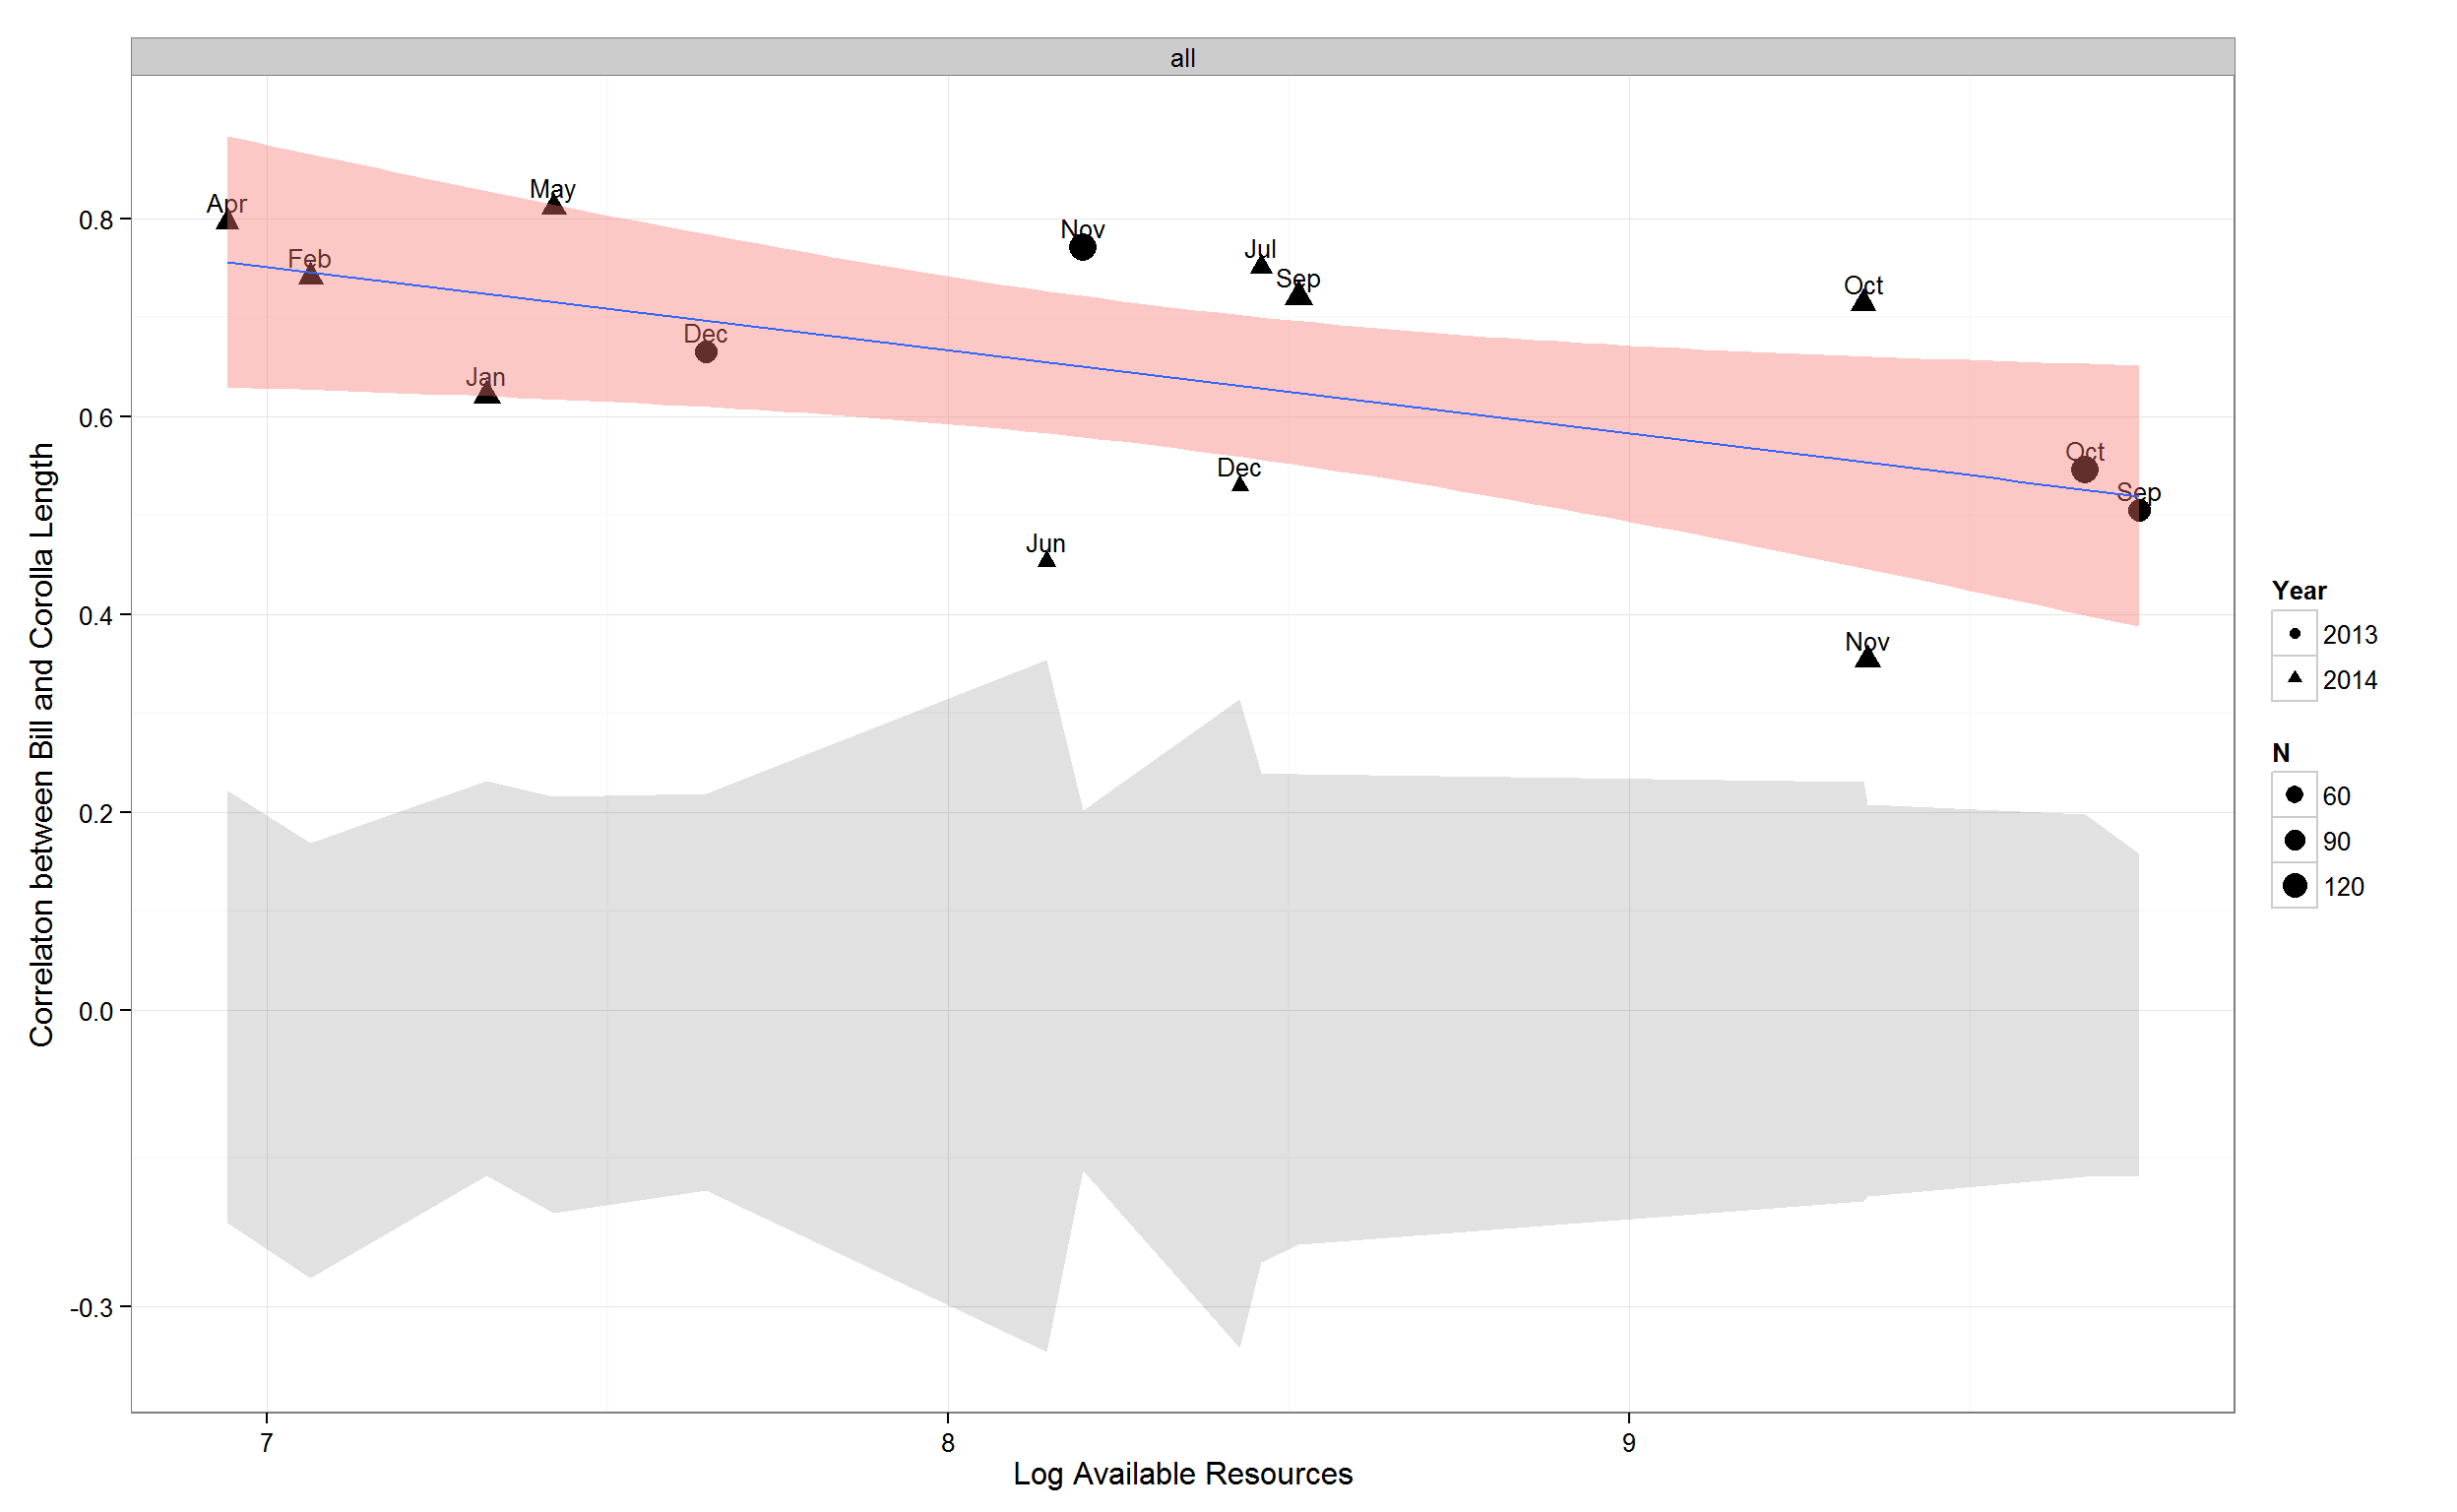 all
Correlaton between Bill and Corolla Length
0.8
0.6
0.4
0.2
0.0
-0.3
Apr
May
Feb
Nov
Jul
Sep
Oct
Dec
Jan
Dec
Oct
Sep
Jun
Nov
7
8
9
Log Available Resources
Year
2013
2014
N
60
90
120